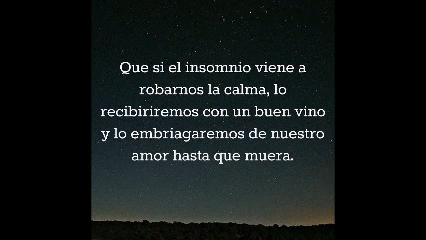 Que si el insomnio viene a
robarnos la calma, lo
recibiriremos con un buen vino
y lo embriagaremos de nuestro
amor hasta que muera.